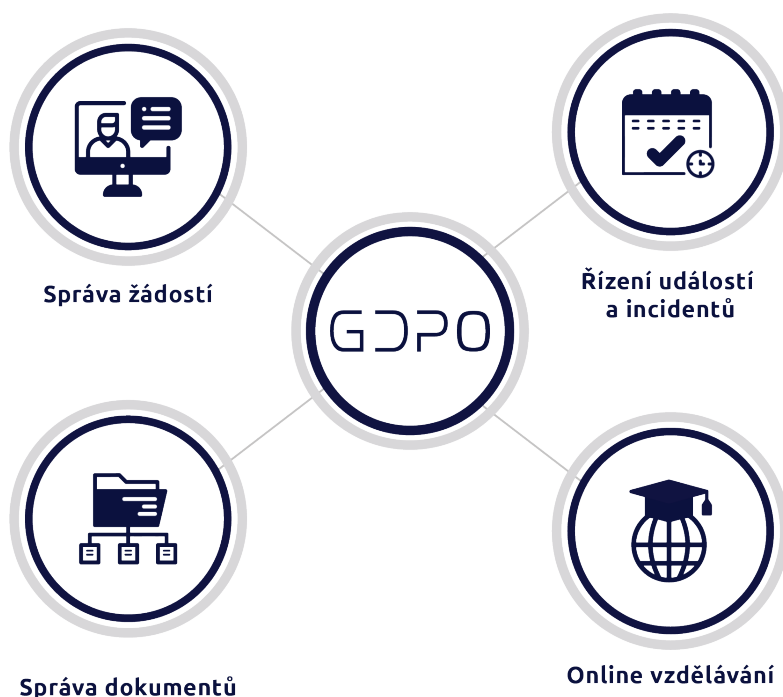 Správa žádostí
Řízení událostí
a incidentů
GDPO
Správa dokumentů
Online vzdělávání